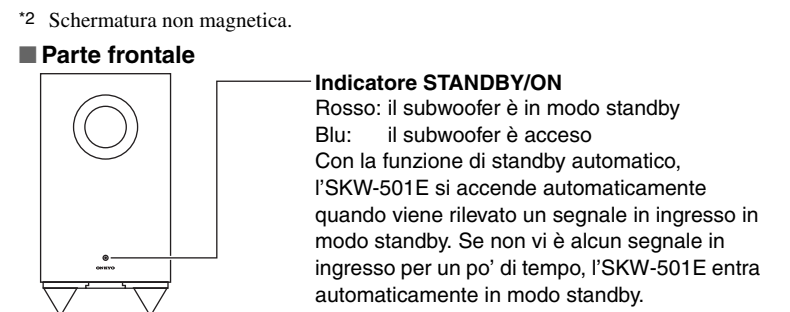 *2 Schermatura non magnetica.
■ Parte frontale
Indicatore STANDBY/ON
Rosso: il subwoofer è in modo standby
Blu: il subwoofer è acceso
Con la funzione di standby automatico,
l'SKW-501E si accende automaticamente
quando viene rilevato un segnale in ingresso in
modo standby. Se non vi è alcun segnale in
ingresso per un po' di tempo, l'SKW-501E entra
automaticamente in modo standby.
ONKYO